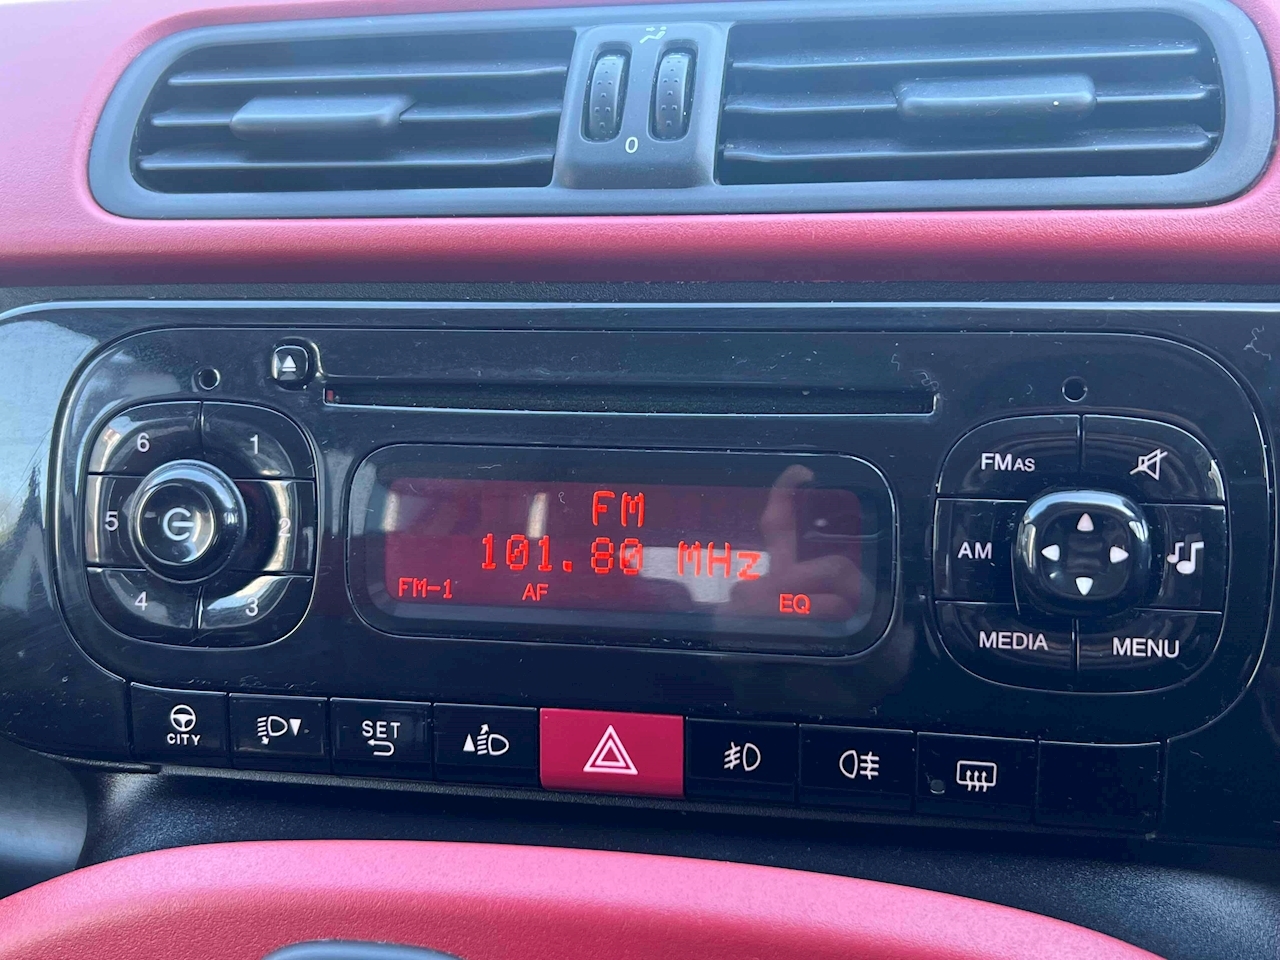 0
6 1
5 2
4 3
FM
101.80 MHz
FM-1 AF EQ
FMAS
AM
MEDIA MENU
CITY
SET